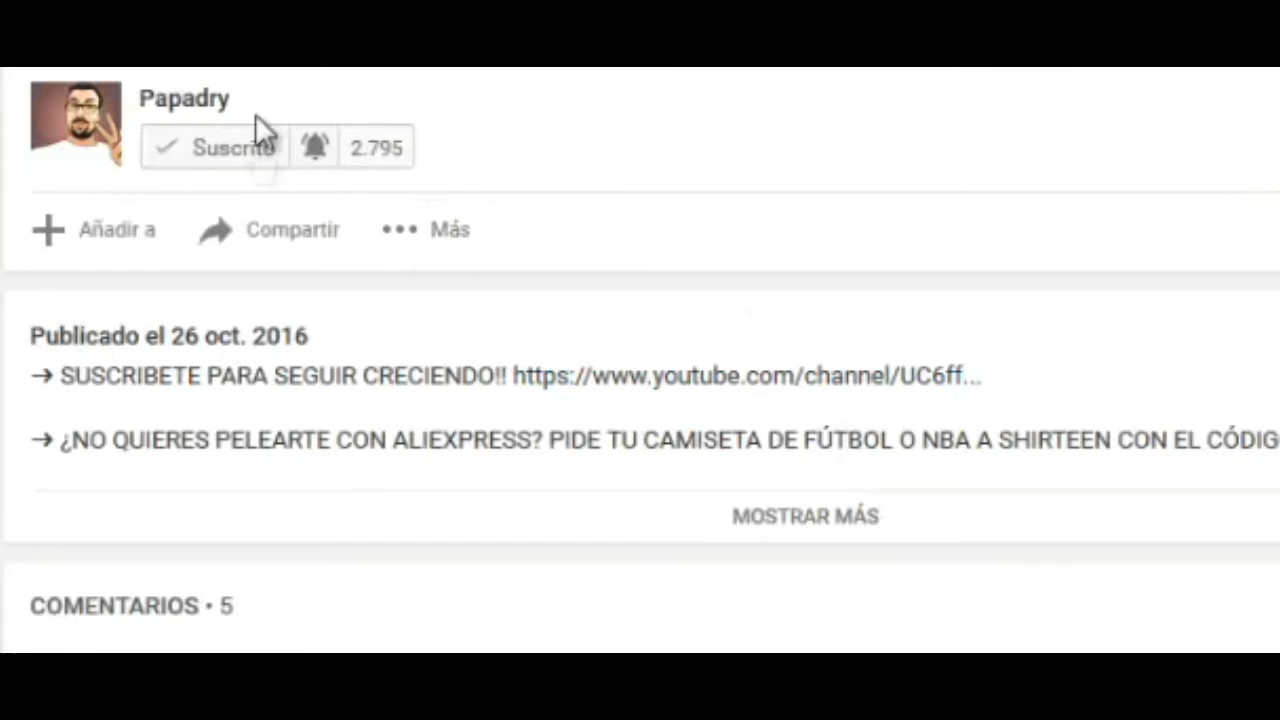 Papadry
Suscrito 2.795
Añadir a Compartir Más
Publicado el 26 oct. 2016
→ SUSCRIBETE PARA SEGUIR CRECIENDO!! https://www.youtube.com/channel/UC6ff...
→ ¿NO QUIERES PELEARTE CON ALIEXPRESS? PIDE TU CAMISETA DE FÚTBOL O NBA A SHIRTEEN CON EL CÓDIG
MOSTRAR MÁS
COMENTARIOS • 5